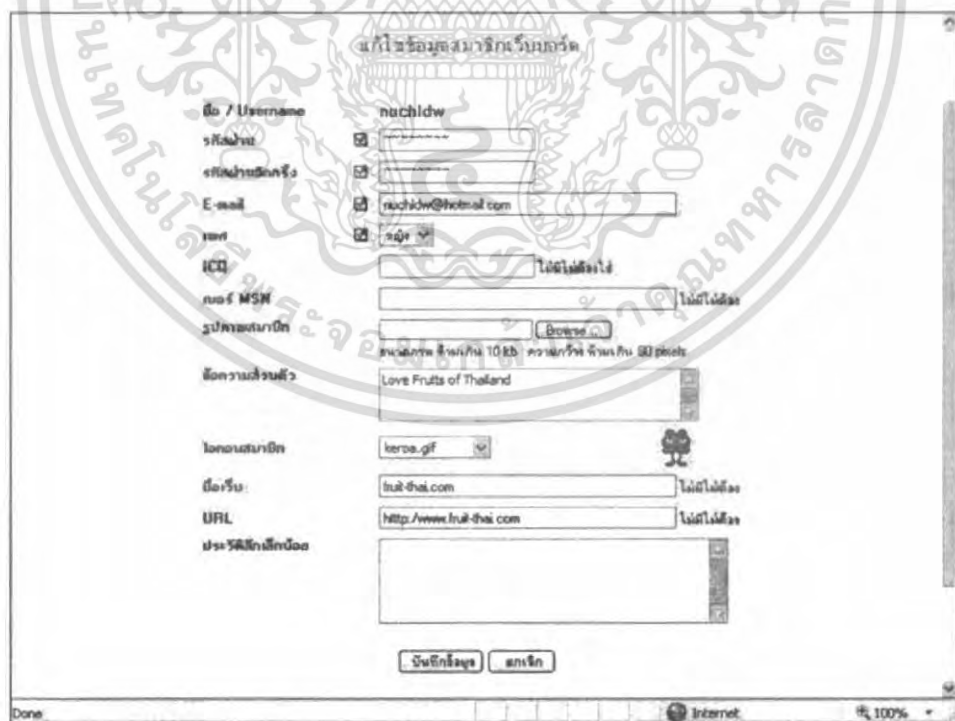 แก้ไขข้อมูลสมาชิกเว็บบอร์ด
ชื่อ / Username nuchidw
รหัสผ่าน
รหัสผ่านอีกครั้ง
E-mail nuchidw@hotmail.com
เพศ หญิง
ICQ ไม่มีไม่ต้องใส่
เบอร์ MSN ไม่มีไม่ต้อง
รูปภาพสมาชิก Browse...
ขนาดภาพ ห้ามเกิน 10 kb ความกว้าง ห้ามเกิน 80 pixels
ข้อความส่วนตัว Love Fruits of Thailand
ไอคอนสมาชิก keroa.gif
ชื่อเว็บ: fruit-thai.com ไม่มีไม่ต้อง
URL http:/www.fruit-thai.com ไม่มีไม่ต้อง
ประวัติสักเล็กน้อย
บันทึกข้อมูล ยกเลิก
Done Internet 100%